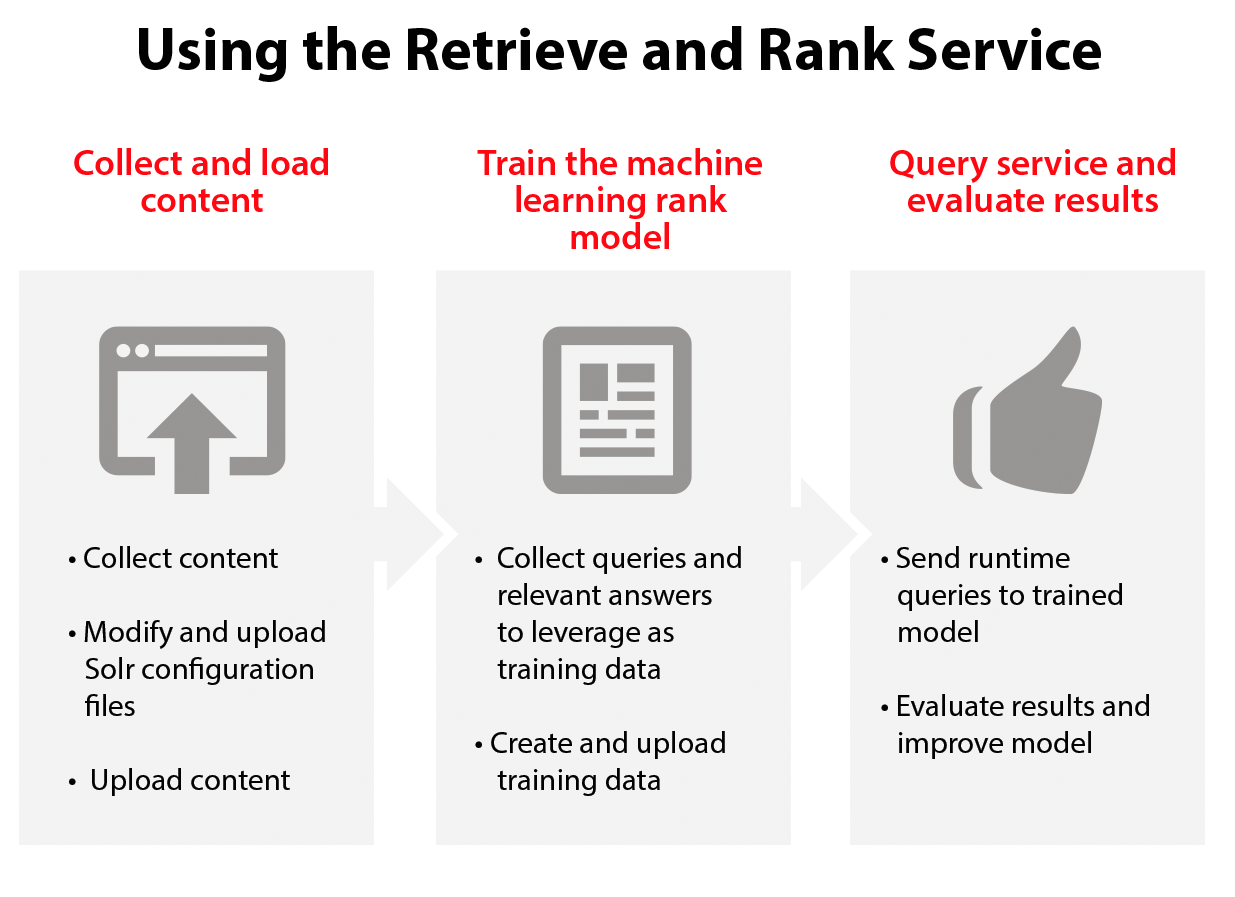 Using the Retrieve and Rank Service
Collect and load
content
Train the machine
learning rank
model
Query service and
evaluate results
• Collect content
• Modify and upload
Solr configuration
files
• Upload content
• Collect queries and
relevant answers
to leverage as
training data
• Create and upload
training data
• Send runtime
queries to trained
model
• Evaluate results and
improve model